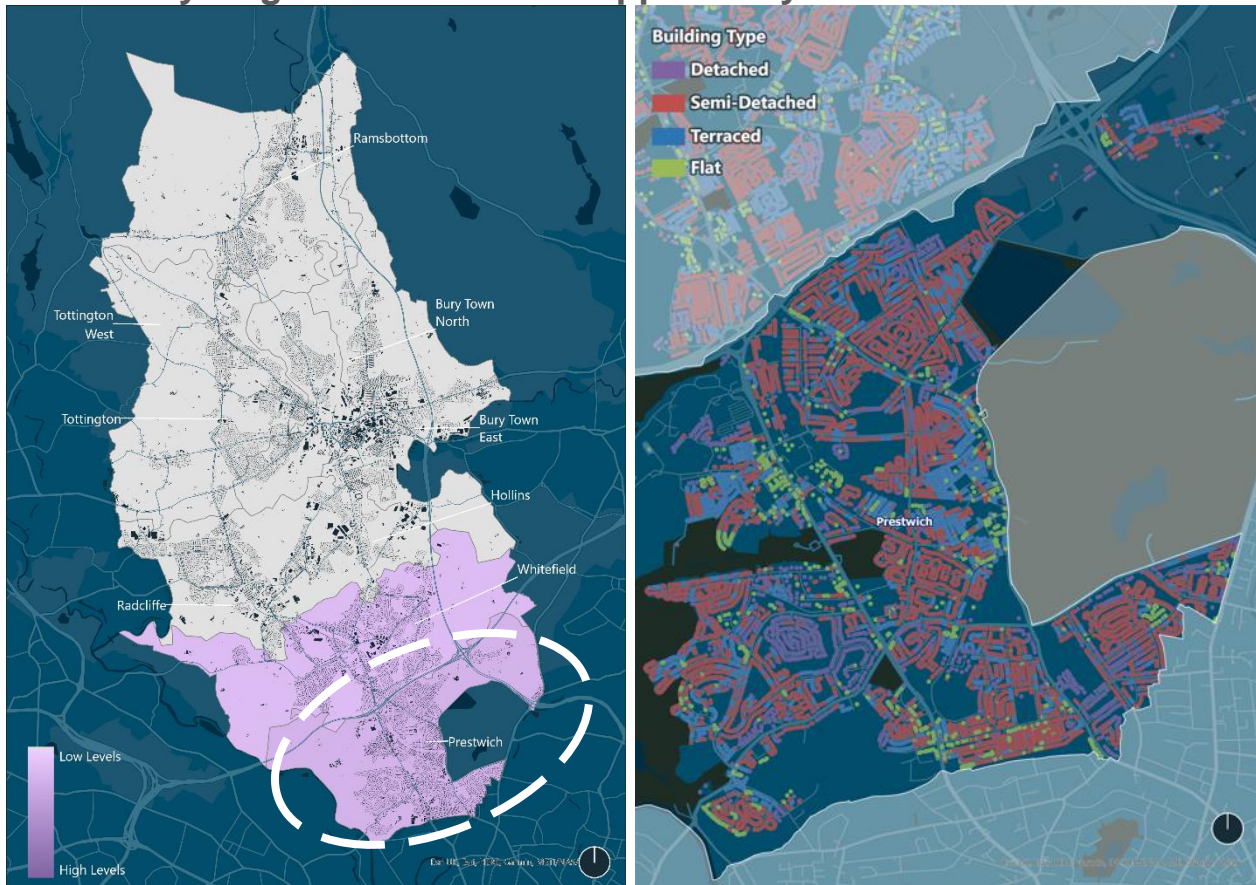 Ramsbottom
Bury Town
North
Tottington
West
Tottington
Bury Town
East
Hollins
Whitefield
Radcliffe
Prestwich
Low Levels
High Levels
Building Type
Detached
Semi-Detached
Terraced
Flat
Prestwich